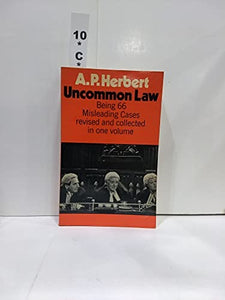 10
*
C
*
A.P.Herbert
Uncommon Law
Being 66
Misleading Cases
revised and collected
in one volume